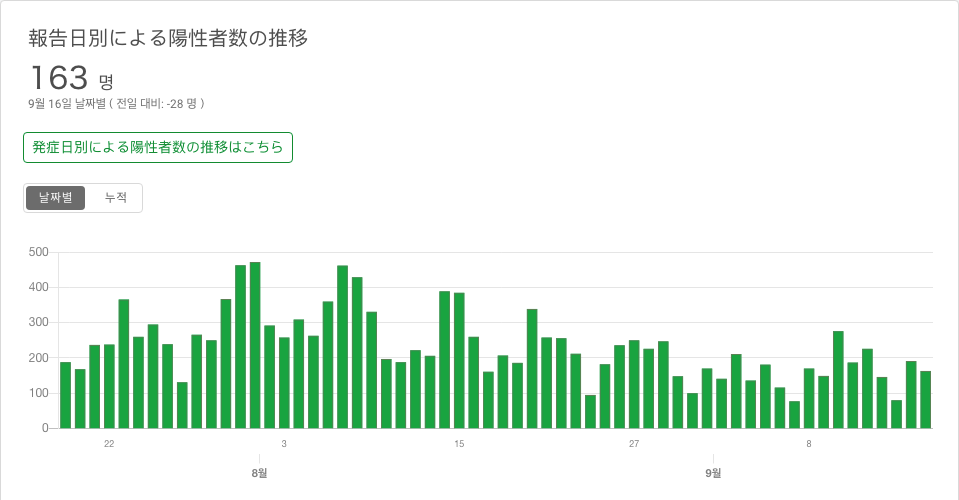 報告日別による陽性者数の推移
163 명
9월 16일 날짜별 ( 전일 대비: -28 명 )
発症日別による陽性者数の推移はこちら
날짜별 누적
500
400
300
200
100
0
22 3 15 27 8
8월 9월